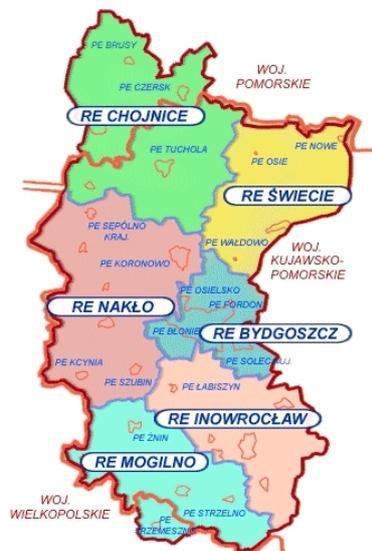 PE BRUSY
WOJ.
POMORSKIE
PE CZERSK
RE CHOJNICE
PE TUCHOLA
PE NOWE
PE OSIE
RE ŚWIECIE
PE SĘPÓLNO
KRAJ.
PE WAŁDOWO
WOJ.
KUJAWSKO-
POMORSKIE
PE KORONOWO
PE OSIELSKO
PE FORDON
RE NAKŁO
PE BŁONIE
RE BYDGOSZCZ
PE KCYNIA
PE SOLEC KUJ.
PE SZUBIN
PE ŁABISZYN
RE INOWROCŁAW
PE ŻNIN
RE MOGILNO
WOJ.
WIELKOPOLSKIE
PE STRZELNO
PE
TRZEMESZNO